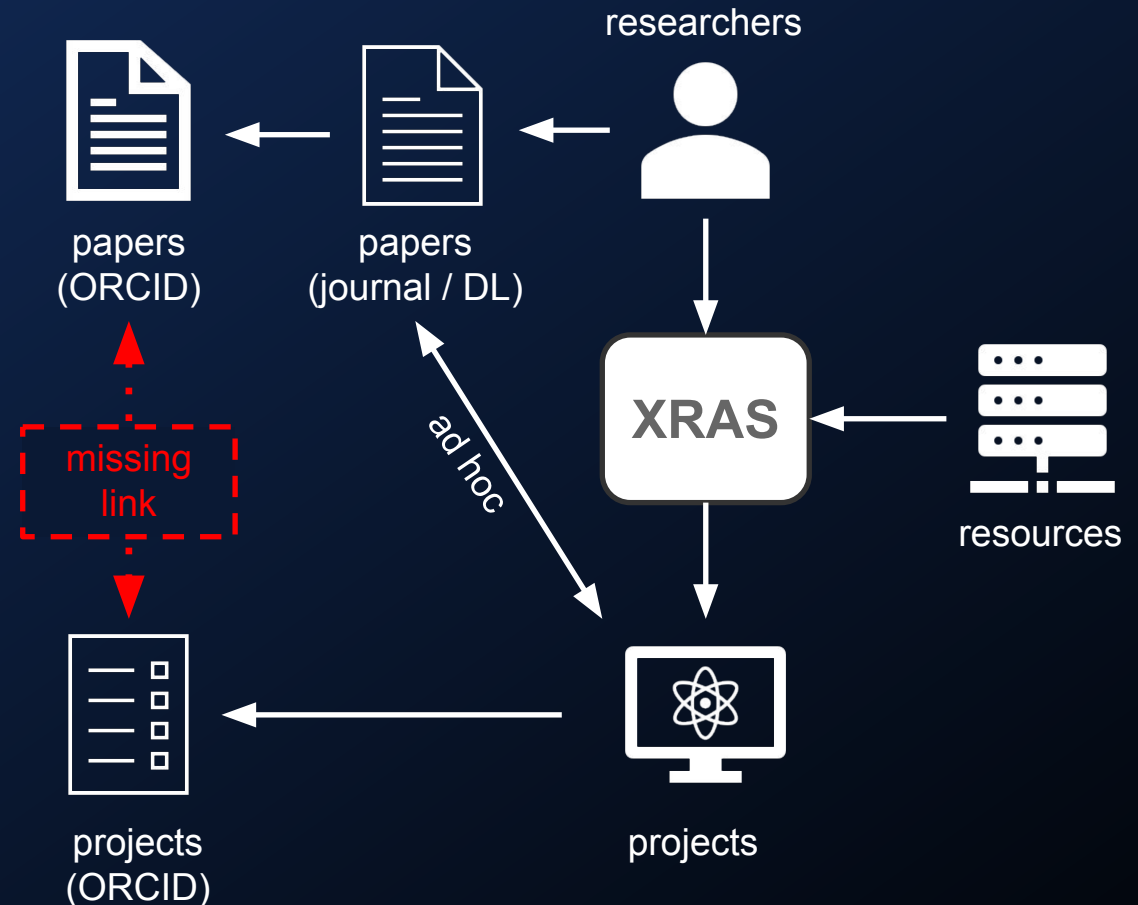 researchers
papers
(ORCID)
papers
(journal / DL)
XRAS
missing
link
ad hoc
resources
projects
(ORCID)
projects